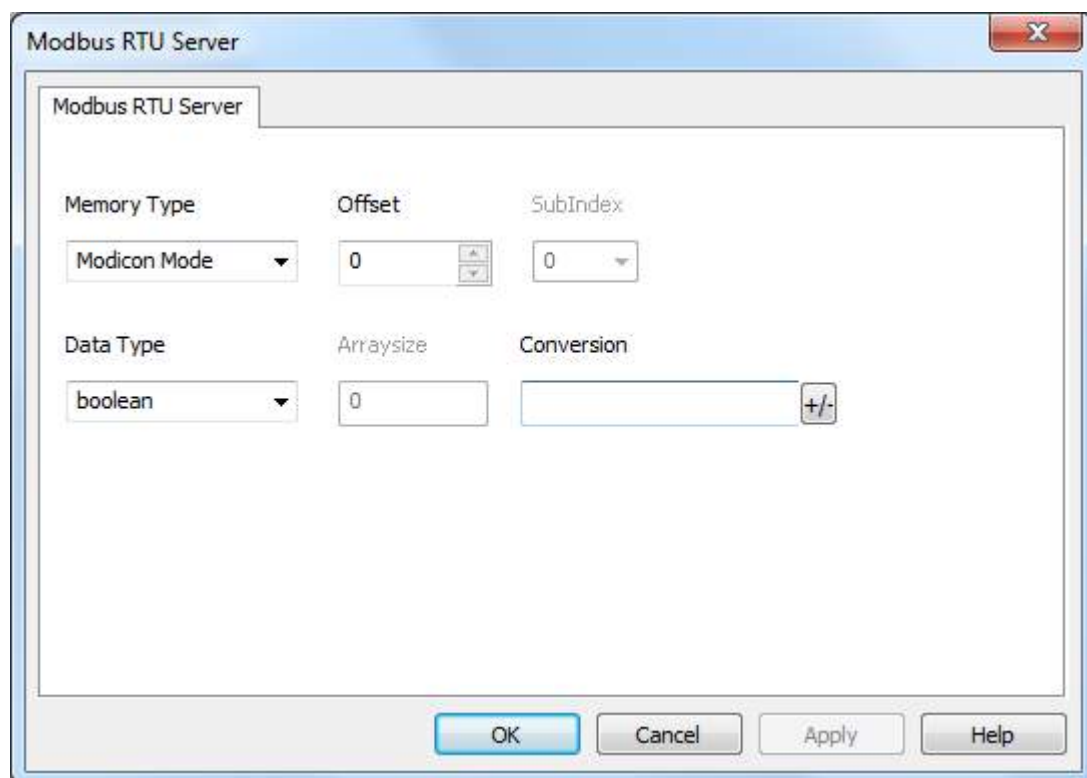 Modbus RTU Server
Modbus RTU Server
Memory Type Offset SubIndex
Modicon Mode 0 0
Data Type Arraysize Conversion
boolean 0 +/-
OK Cancel Apply Help